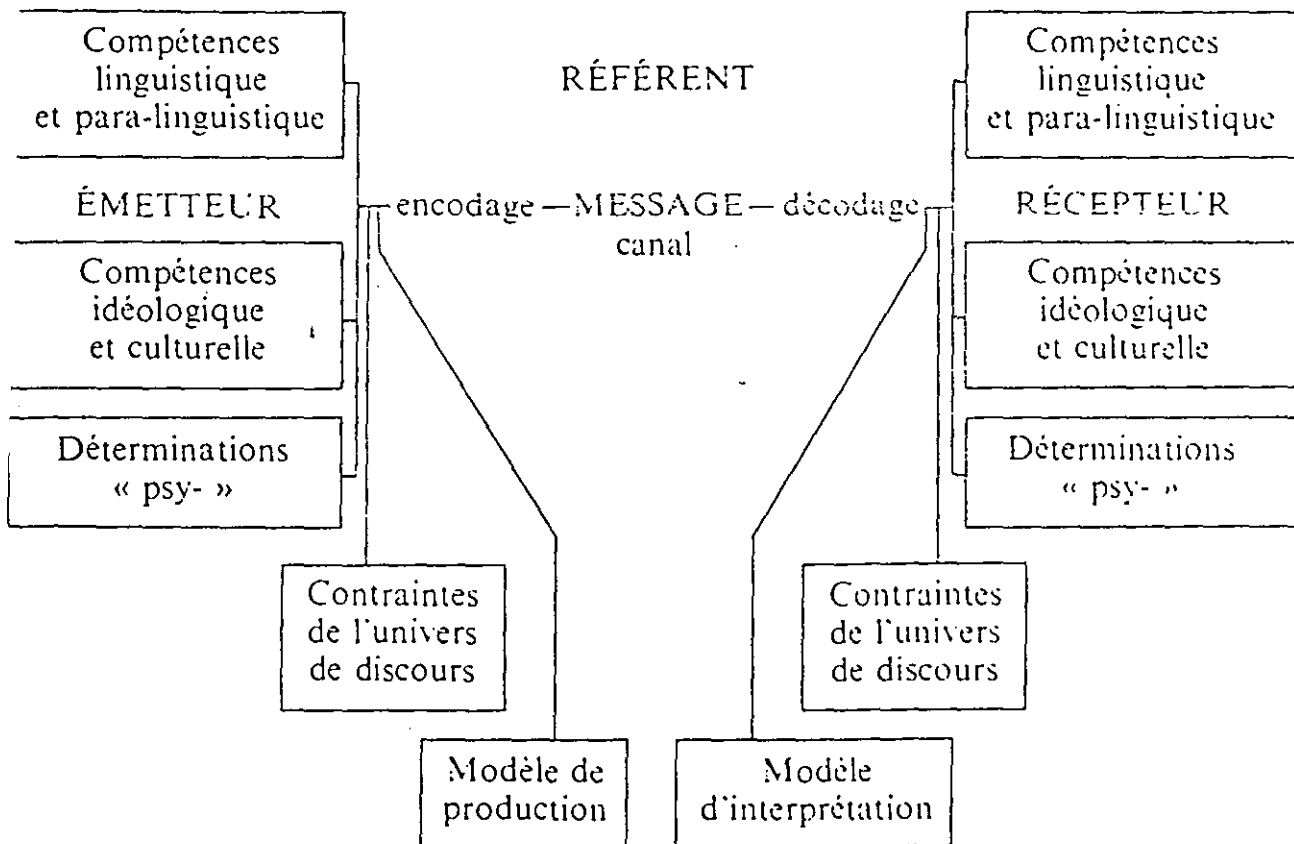 Compétences
linguistique
et para-linguistique
RÉFÉRENT
Compétences
linguistique
et para-linguistique
ÉMETTEUR
encodage — MESSAGE — décodage
canal
RÉCEPTEUR
Compétences
idéologique
et culturelle
Compétences
idéologique
et culturelle
Déterminations
« psy- »
Déterminations
« psy- »
Contraintes
de l'univers
de discours
Contraintes
de l'univers
de discours
Modèle de
production
Modèle
d'interprétation